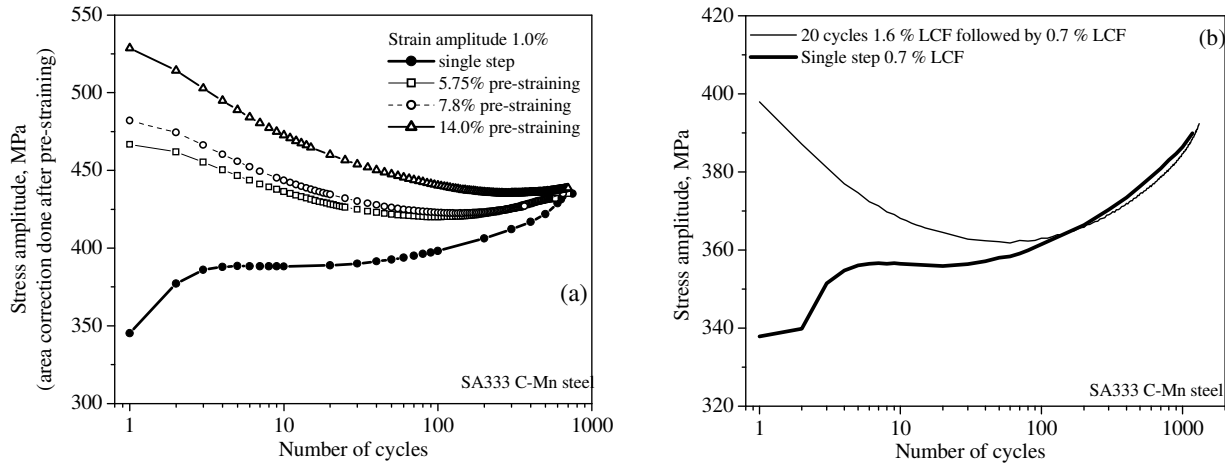 Stress amplitude, MPa
(area correction done after pre-straining)
550
500
450
400
350
300
Strain amplitude 1.0%
single step
5.75% pre-straining
7.8% pre-straining
14.0% pre-straining
(a)
SA333 C-Mn steel
1
10
100
1000
Number of cycles
Stress amplitude, MPa
420
400
380
360
340
320
20 cycles 1.6 % LCF followed by 0.7 % LCF
Single step 0.7 % LCF
(b)
SA333 C-Mn steel
1
10
100
1000
Number of cycles